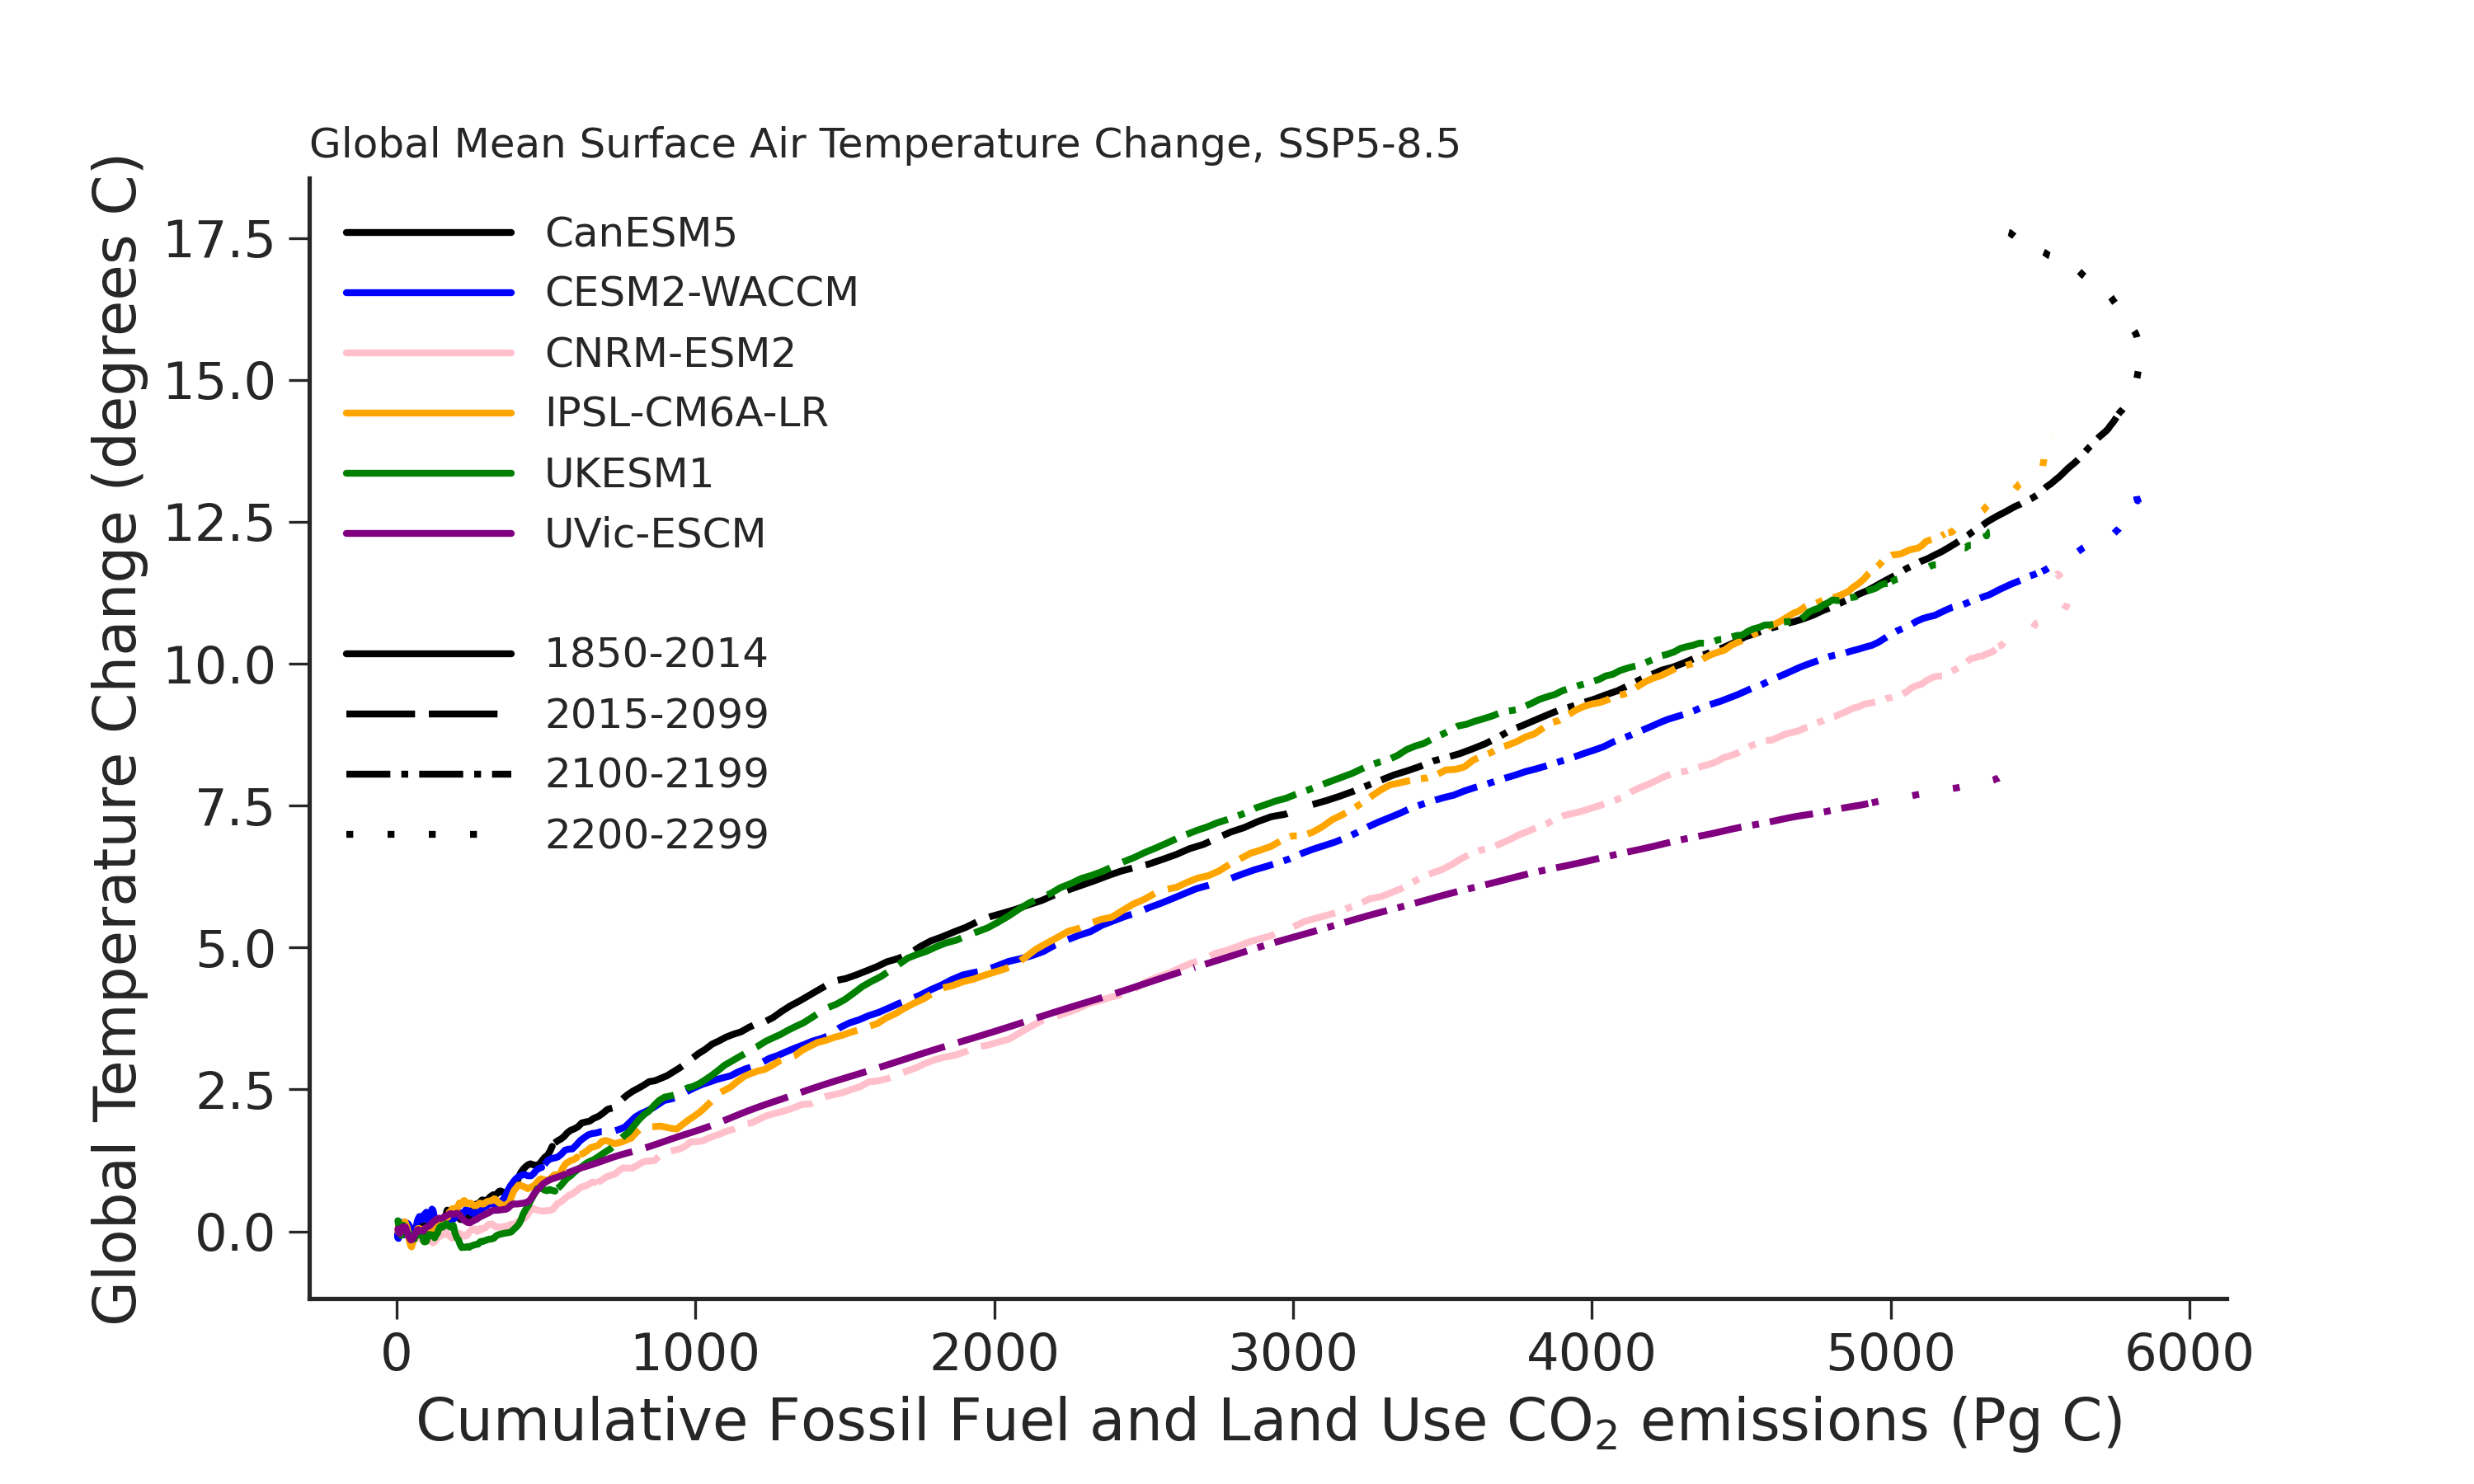 Global Mean Surface Air Temperature Change, SSP5-8.5
Global Temperature Change (degrees C)
17.5
15.0
12.5
10.0
7.5
5.0
2.5
0.0
CanESM5
CESM2-WACCM
CNRM-ESM2
IPSL-CM6A-LR
UKESM1
UVic-ESCM
1850-2014
2015-2099
2100-2199
2200-2299
0 1000 2000 3000 4000 5000 6000
Cumulative Fossil Fuel and Land Use CO₂ emissions (Pg C)